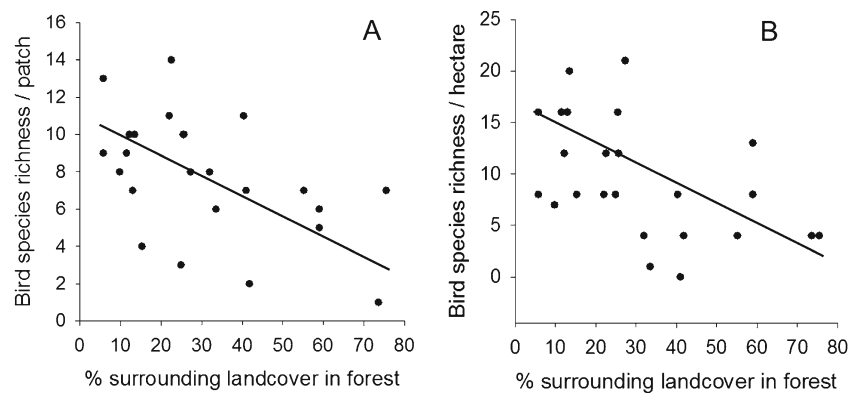 A
Bird species richness / patch
16
14
12
10
8
6
4
2
0
0 10 20 30 40 50 60 70 80
% surrounding landcover in forest
B
Bird species richness / hectare
25
20
15
10
5
0
0 10 20 30 40 50 60 70 80
% surrounding landcover in forest